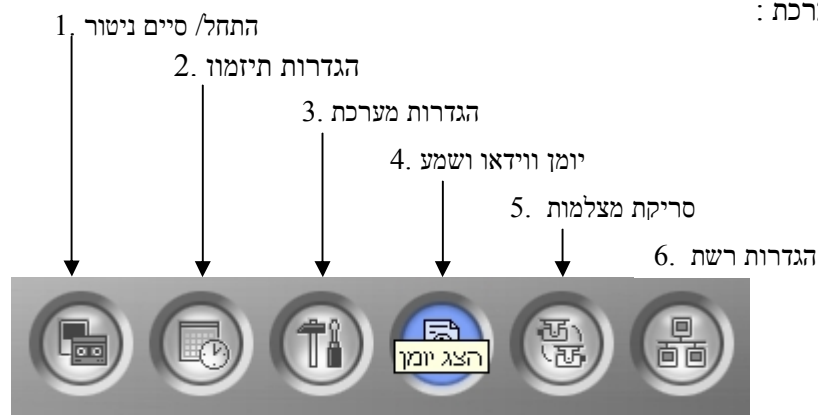 רכת :
1. התחל/ סיים ניטור
2. הגדרות תיזמון
3. הגדרות מערכת
4. יומן ווידאו ושמע
5. סריקת מצלמות
6. הגדרות רשת
הצג יומן